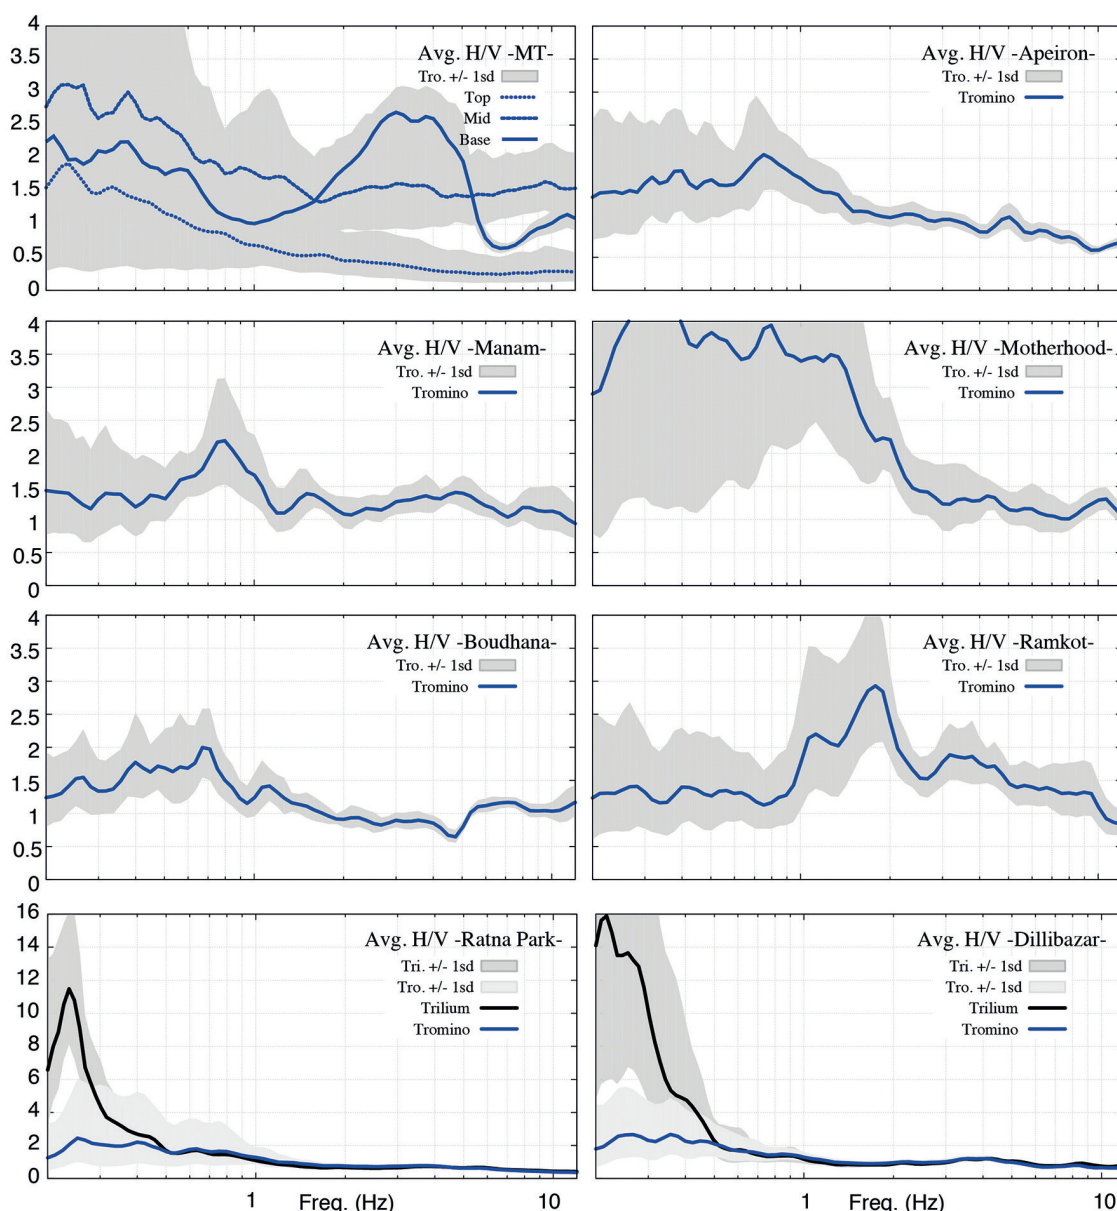 4
3.5
3
2.5
2
1.5
1
0.5
0
Avg. H/V -MT-
Tro. +/- 1sd
Top
Mid
Base
Avg. H/V -Apeiron-
Tro. +/- 1sd
Tromino
4
3.5
3
2.5
2
1.5
1
0.5
0
Avg. H/V -Manam-
Tro. +/- 1sd
Tromino
Avg. H/V -Motherhood-
Tro. +/- 1sd
Tromino
4
3.5
3
2.5
2
1.5
1
0.5
0
Avg. H/V -Boudhana-
Tro. +/- 1sd
Tromino
Avg. H/V -Ramkot-
Tro. +/- 1sd
Tromino
16
14
12
10
8
6
4
2
0
Avg. H/V -Ratna Park-
Tri. +/- 1sd
Tro. +/- 1sd
Trilium
Tromino
1 Freq. (Hz) 10
Avg. H/V -Dillibazar-
Tri. +/- 1sd
Tro. +/- 1sd
Trilium
Tromino
1 Freq. (Hz) 10